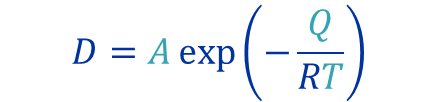 D = A exp(−Q/RT)